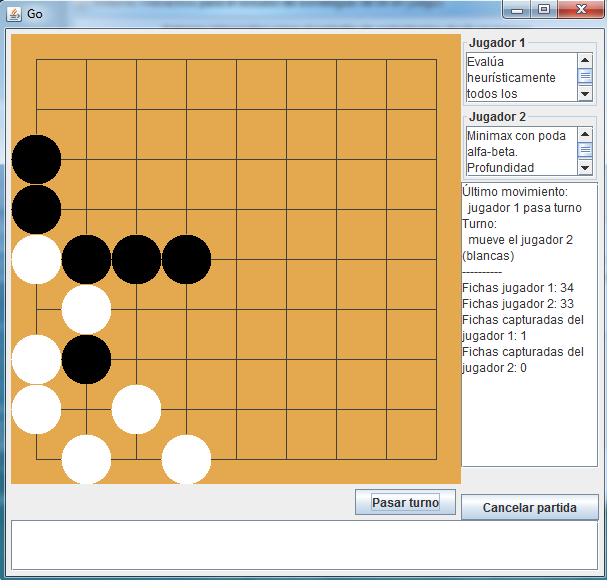 Go
Jugador 1
Evalúa
heurísticamente
todos los
Jugador 2
Minimax con poda
alfa-beta.
Profundidad
Último movimiento:
jugador 1 pasa turno
Turno:
mueve el jugador 2
(blancas)
----------
Fichas jugador 1: 34
Fichas jugador 2: 33
Fichas capturadas del
jugador 1: 1
Fichas capturadas del
jugador 2: 0
Pasar turno
Cancelar partida